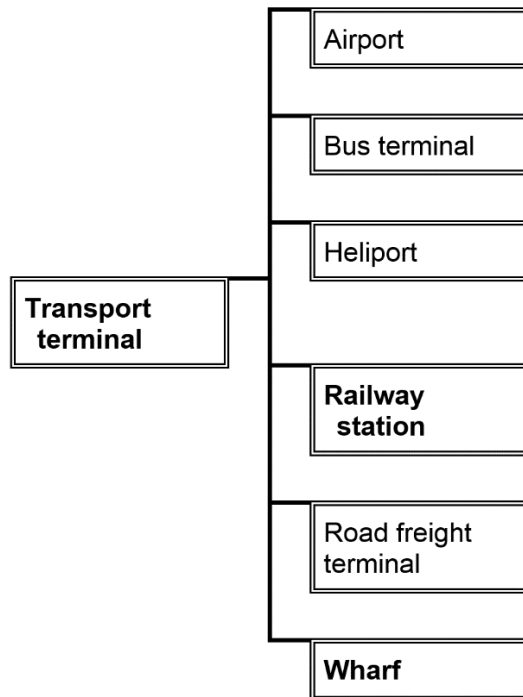 Airport
Bus terminal
Heliport
Transport
terminal
Railway
station
Road freight
terminal
Wharf